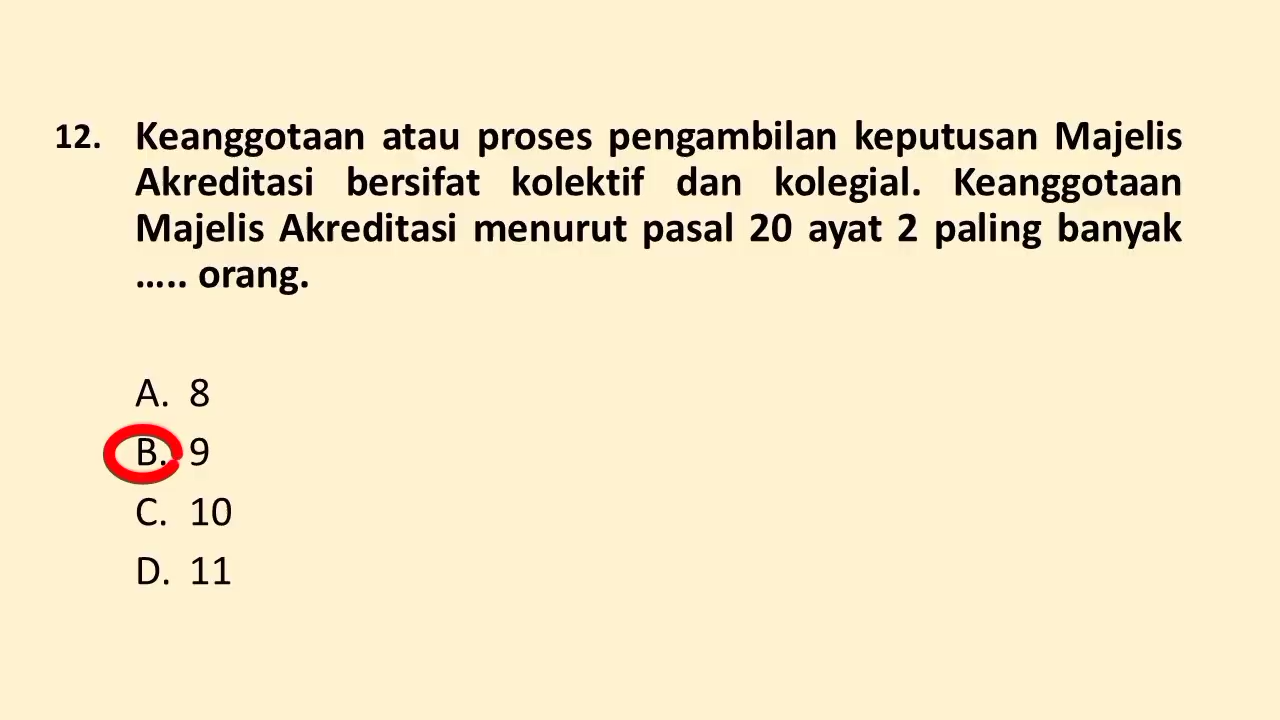 12. Keanggotaan atau proses pengambilan keputusan Majelis
Akreditasi bersifat kolektif dan kolegial. Keanggotaan
Majelis Akreditasi menurut pasal 20 ayat 2 paling banyak
..... orang.
A. 8
B. 9
C. 10
D. 11